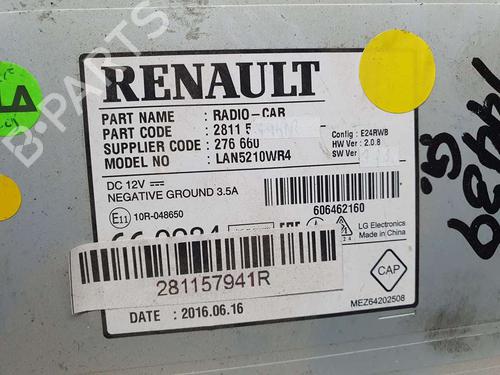 RENAULT
PART NAME : RADIO-CAR
PART CODE : 2811 5
SUPPLIER CODE : 276 660
MODEL NO : LAN5210WR4
Config : E24RWB
HW Ver : 2.0.8
SW Ver :
DC 12V
NEGATIVE GROUND 3.5A
606462160
E11 10R-048650
LG Electronics
Made in China
281157941R
CAP
DATE : 2016.06.16
MEZ64202508
B-PARTS